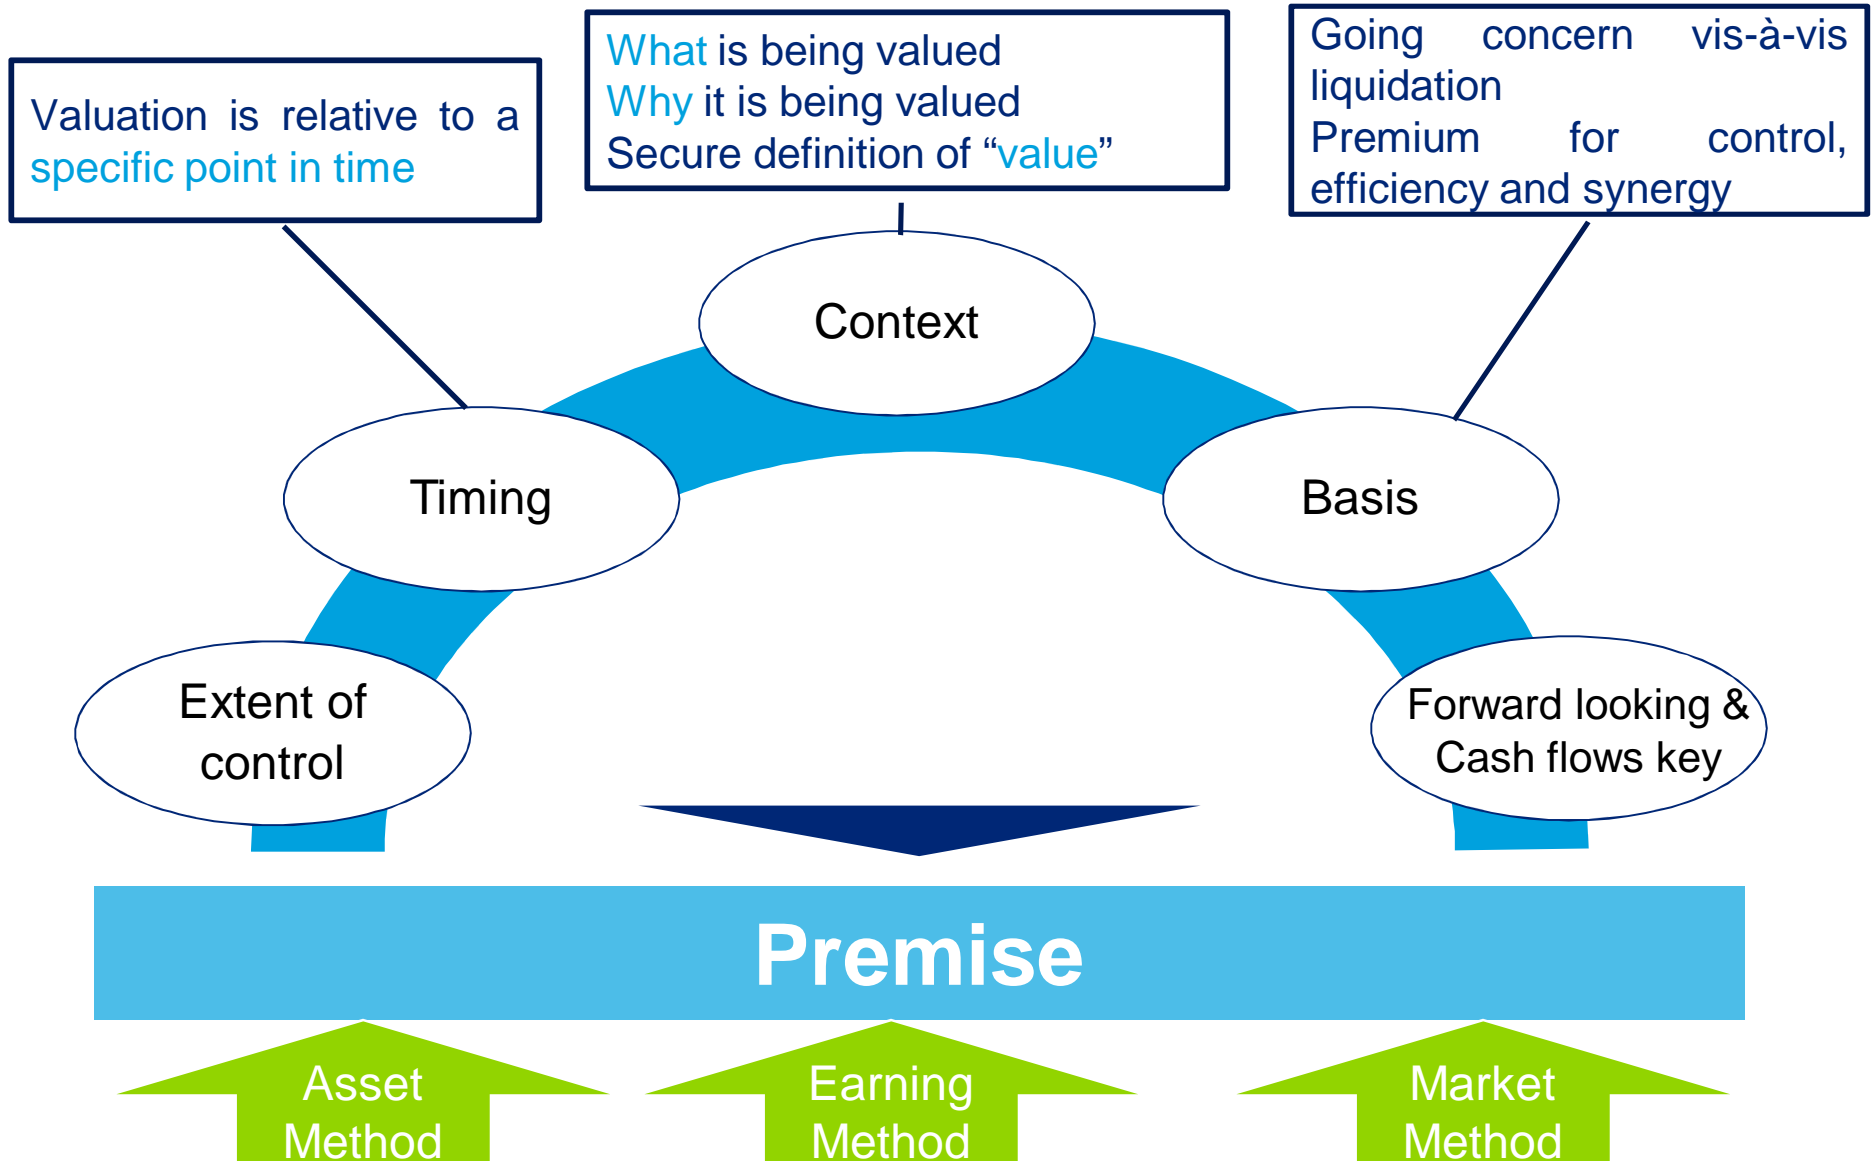 Valuation is relative to a
specific point in time
What is being valued
Why it is being valued
Secure definition of “value”
Going concern vis-à-vis
liquidation
Premium for control,
efficiency and synergy
Context
Timing
Basis
Extent of
control
Forward looking &
Cash flows key
Premise
Asset
Method
Earning
Method
Market
Method